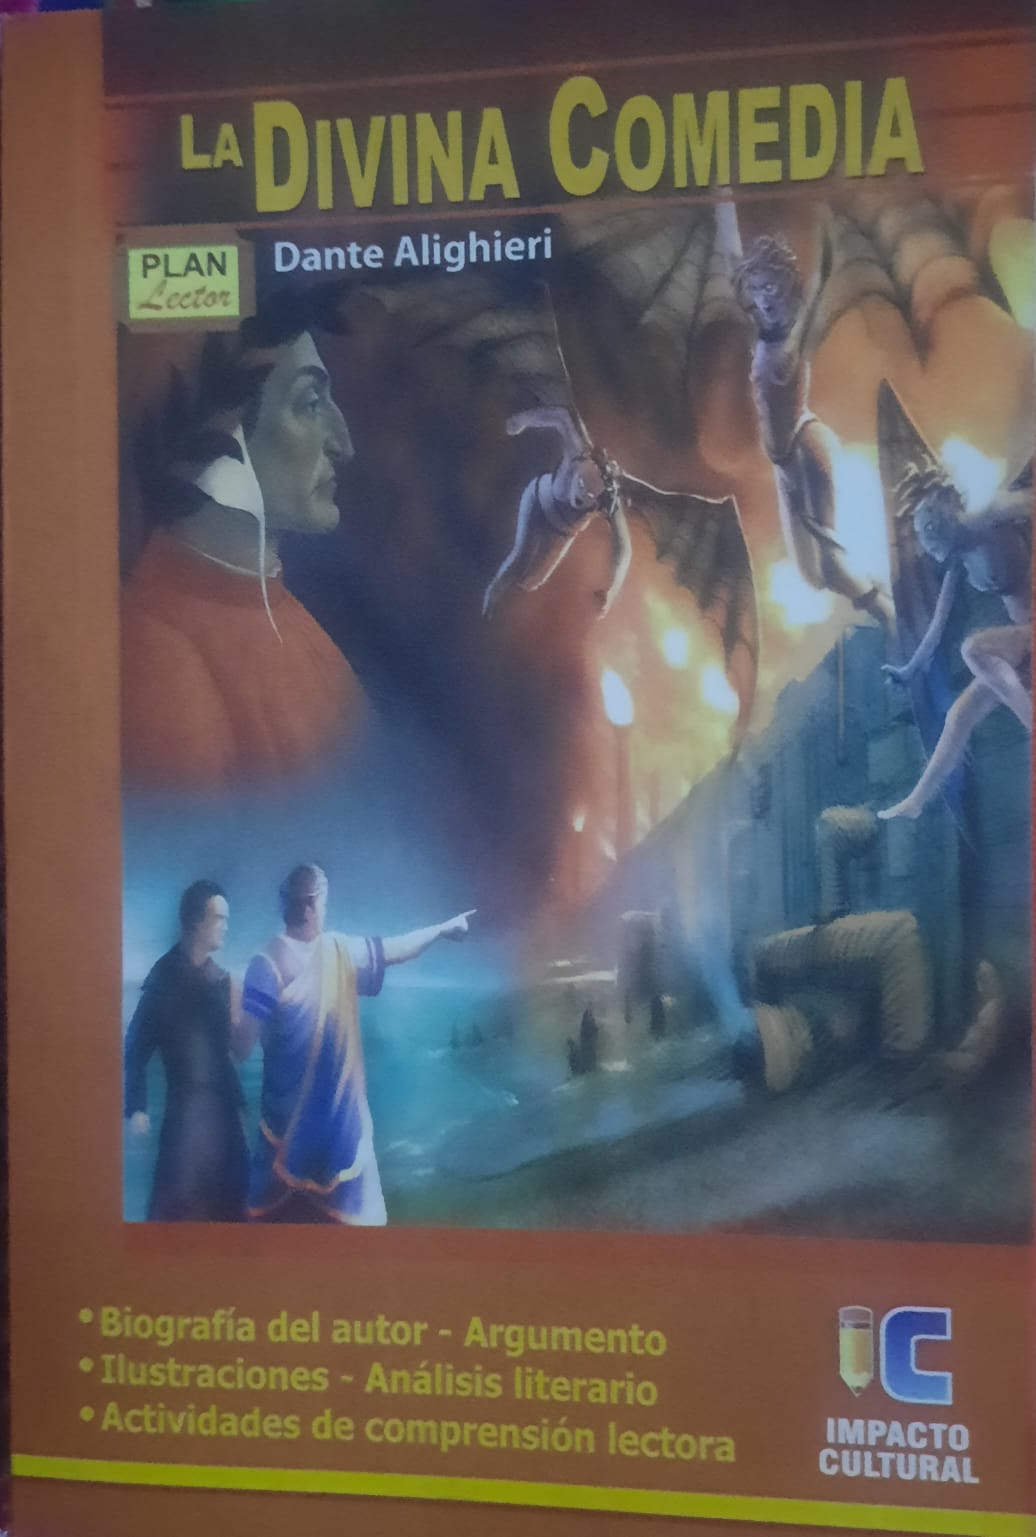 LA DIVINA COMEDIA
PLAN
Lector
Dante Alighieri
• Biografía del autor - Argumento
• Ilustraciones - Análisis literario
• Actividades de comprensión lectora
iC
IMPACTO
CULTURAL